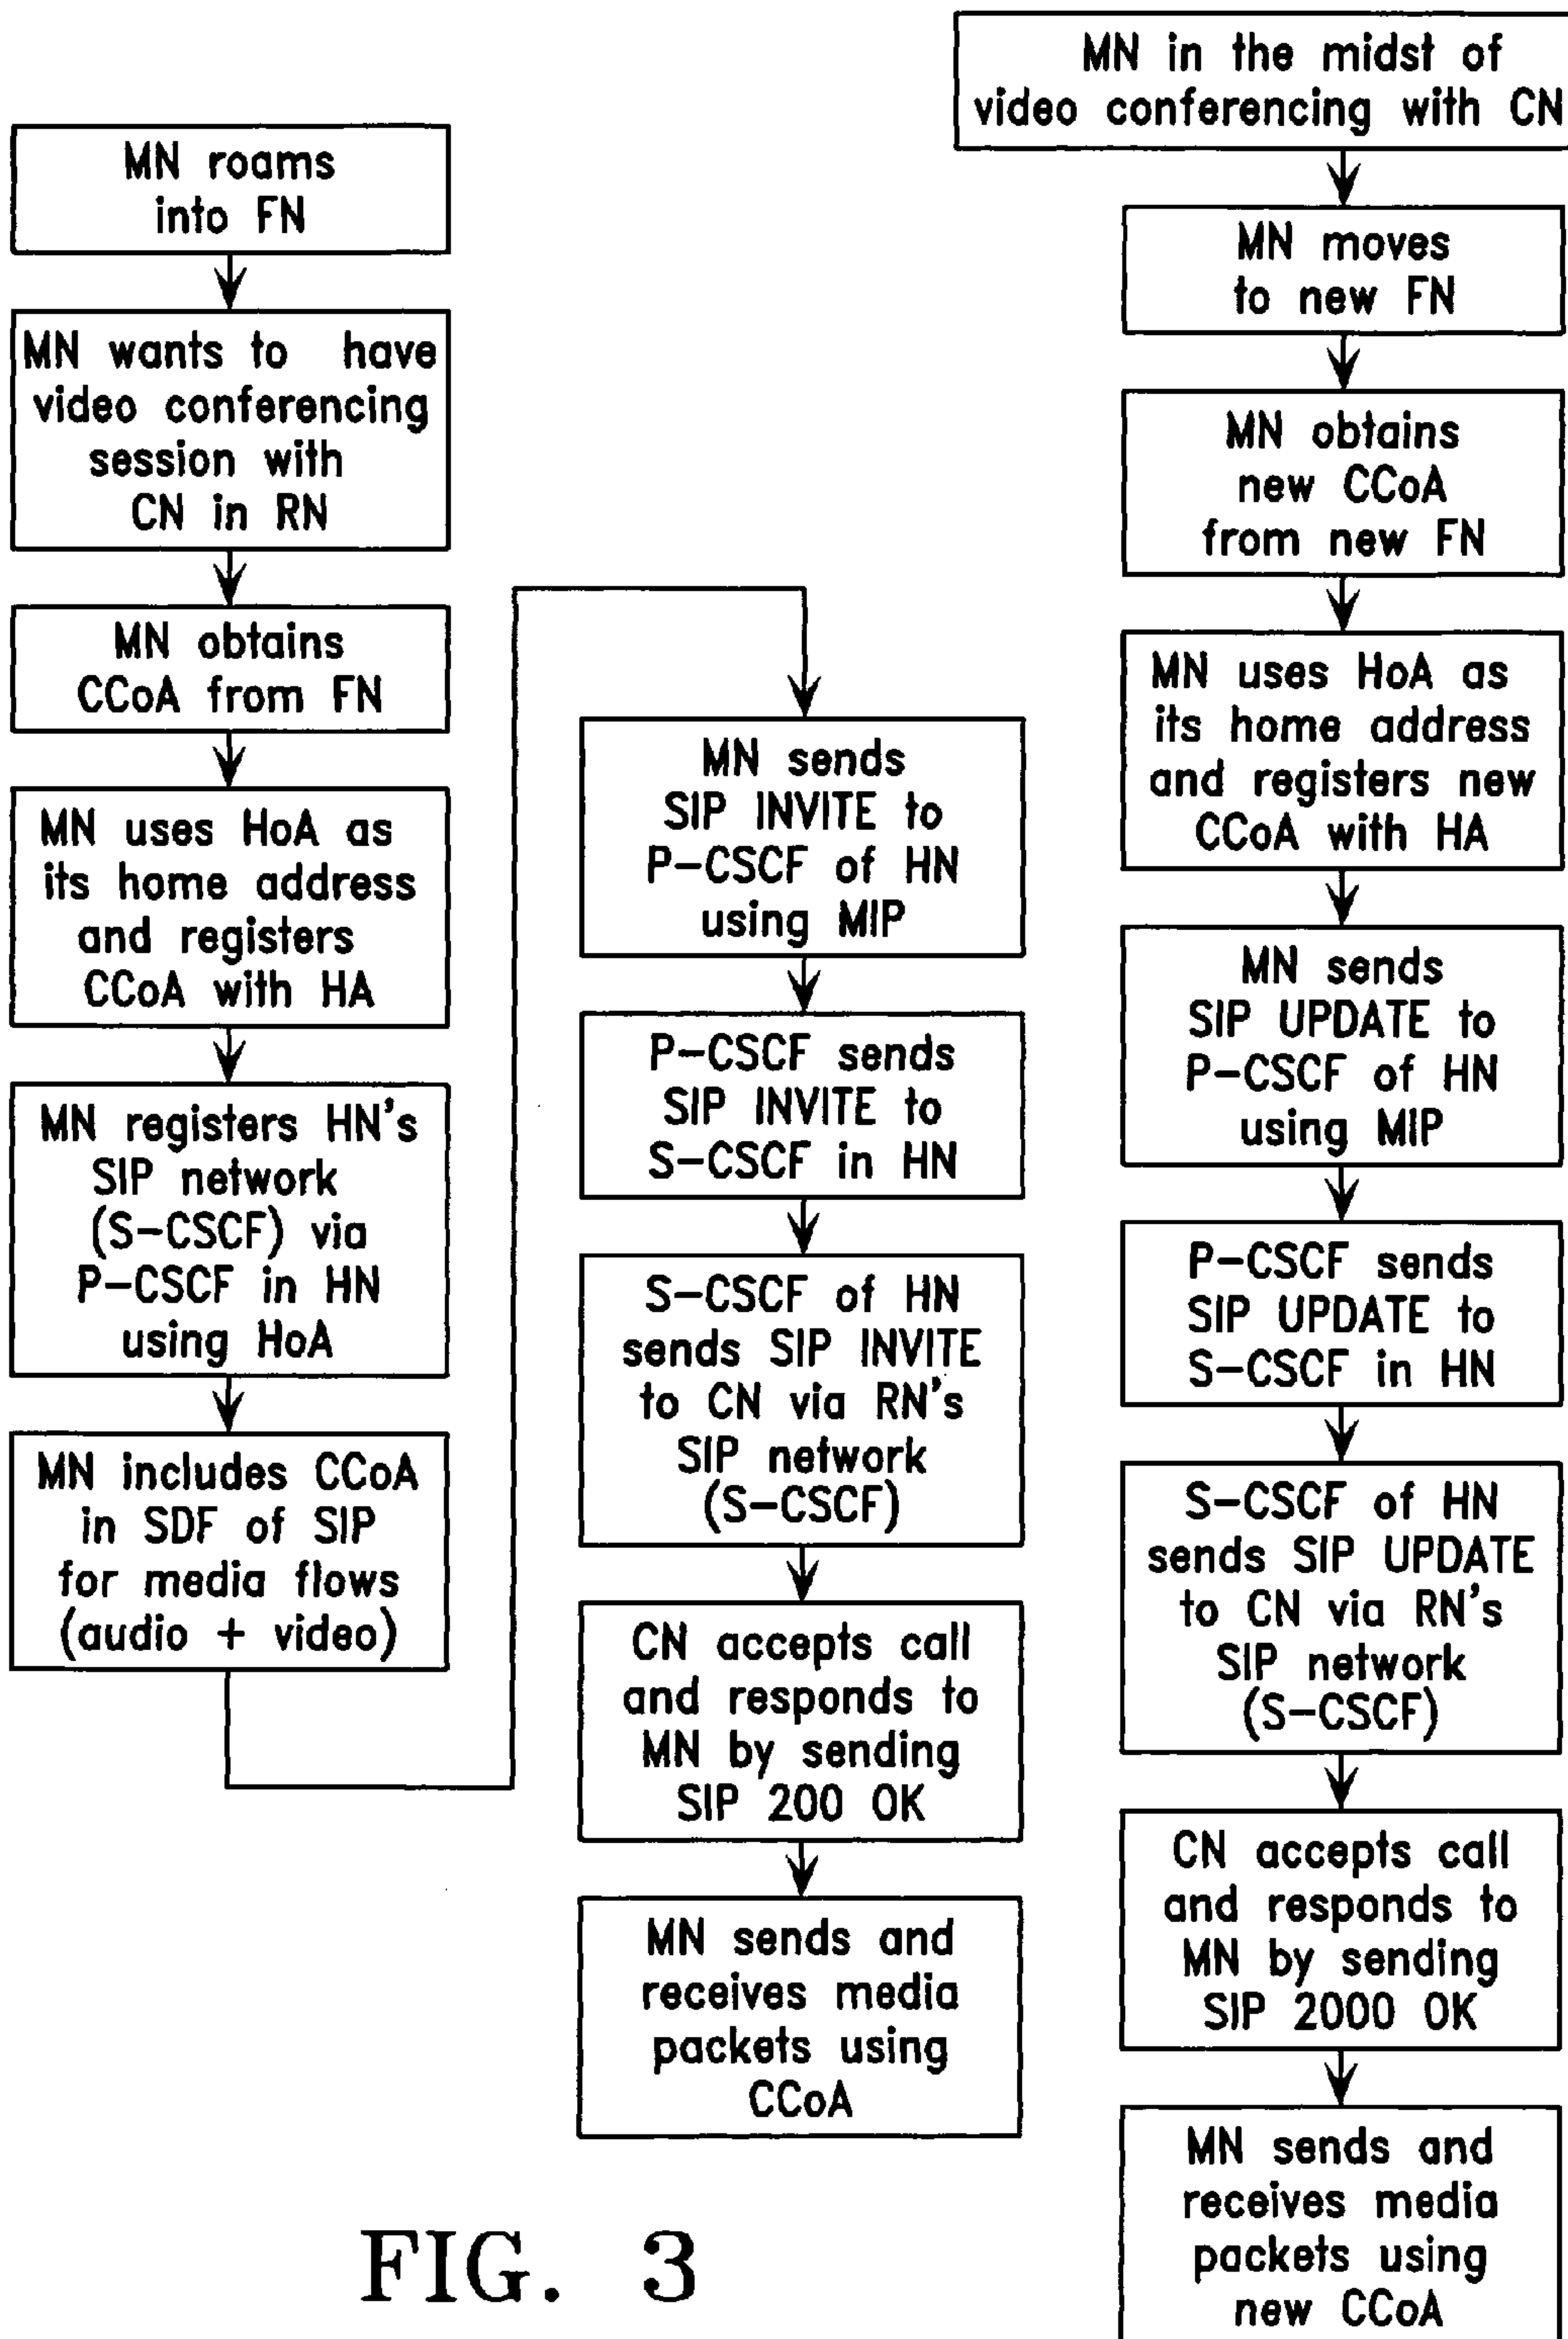 MN roams
into FN
MN wants to have
video conferencing
session with
CN in RN
MN obtains
CCoA from FN
MN uses HoA as
its home address
and registers
CCoA with HA
MN registers HN's
SIP network
(S-CSCF) via
P-CSCF in HN
using HoA
MN includes CCoA
in SDF of SIP
for media flows
(audio + video)
MN sends
SIP INVITE to
P-CSCF of HN
using MIP
P-CSCF sends
SIP INVITE to
S-CSCF in HN
S-CSCF of HN
sends SIP INVITE
to CN via RN's
SIP network
(S-CSCF)
CN accepts call
and responds to
MN by sending
SIP 200 OK
MN sends and
receives media
packets using
CCoA
MN in the midst of
video conferencing with CN
MN moves
to new FN
MN obtains
new CCoA
from new FN
MN uses HoA as
its home address
and registers new
CCoA with HA
MN sends
SIP UPDATE to
P-CSCF of HN
using MIP
P-CSCF sends
SIP UPDATE to
S-CSCF in HN
S-CSCF of HN
sends SIP UPDATE
to CN via RN's
SIP network
(S-CSCF)
CN accepts call
and responds to
MN by sending
SIP 2000 OK
MN sends and
receives media
packets using
new CCoA
FIG. 3